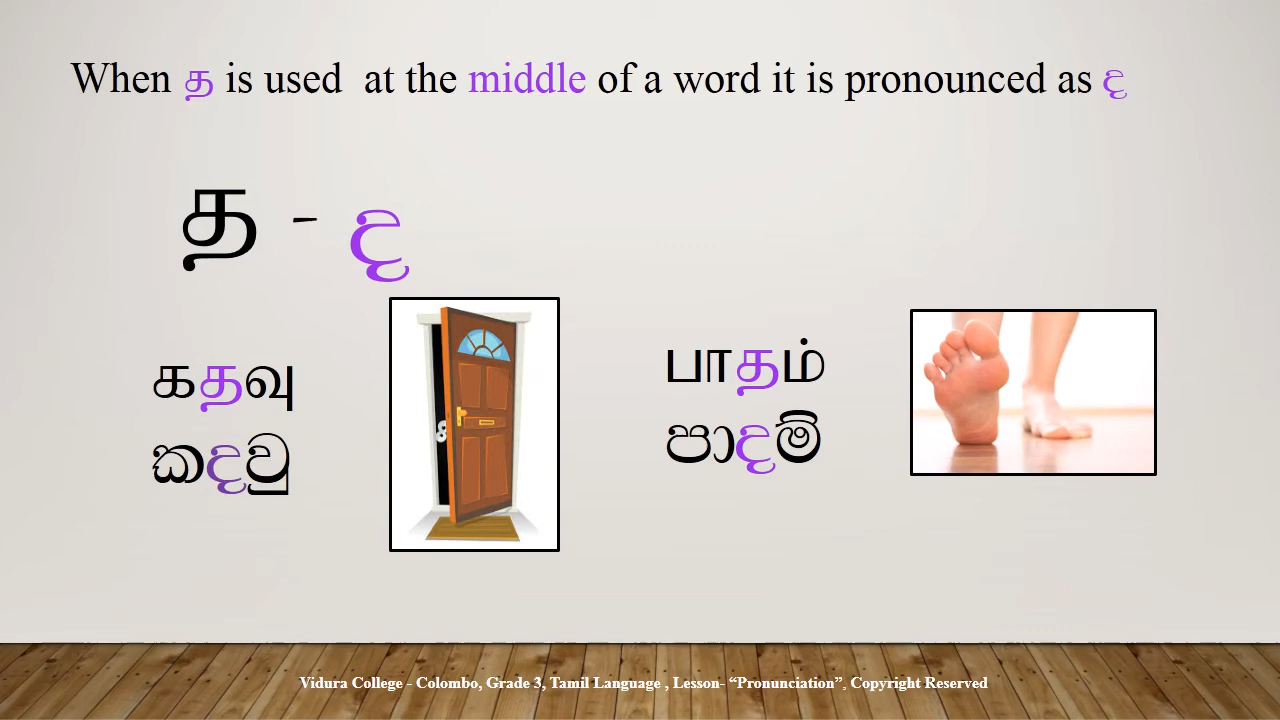 When த is used at the middle of a word it is pronounced as ද
த - ද
கதவு
කදවු
பாதம்
පාදම්
Vidura College - Colombo, Grade 3, Tamil Language , Lesson- “Pronunciation”, Copyright Reserved